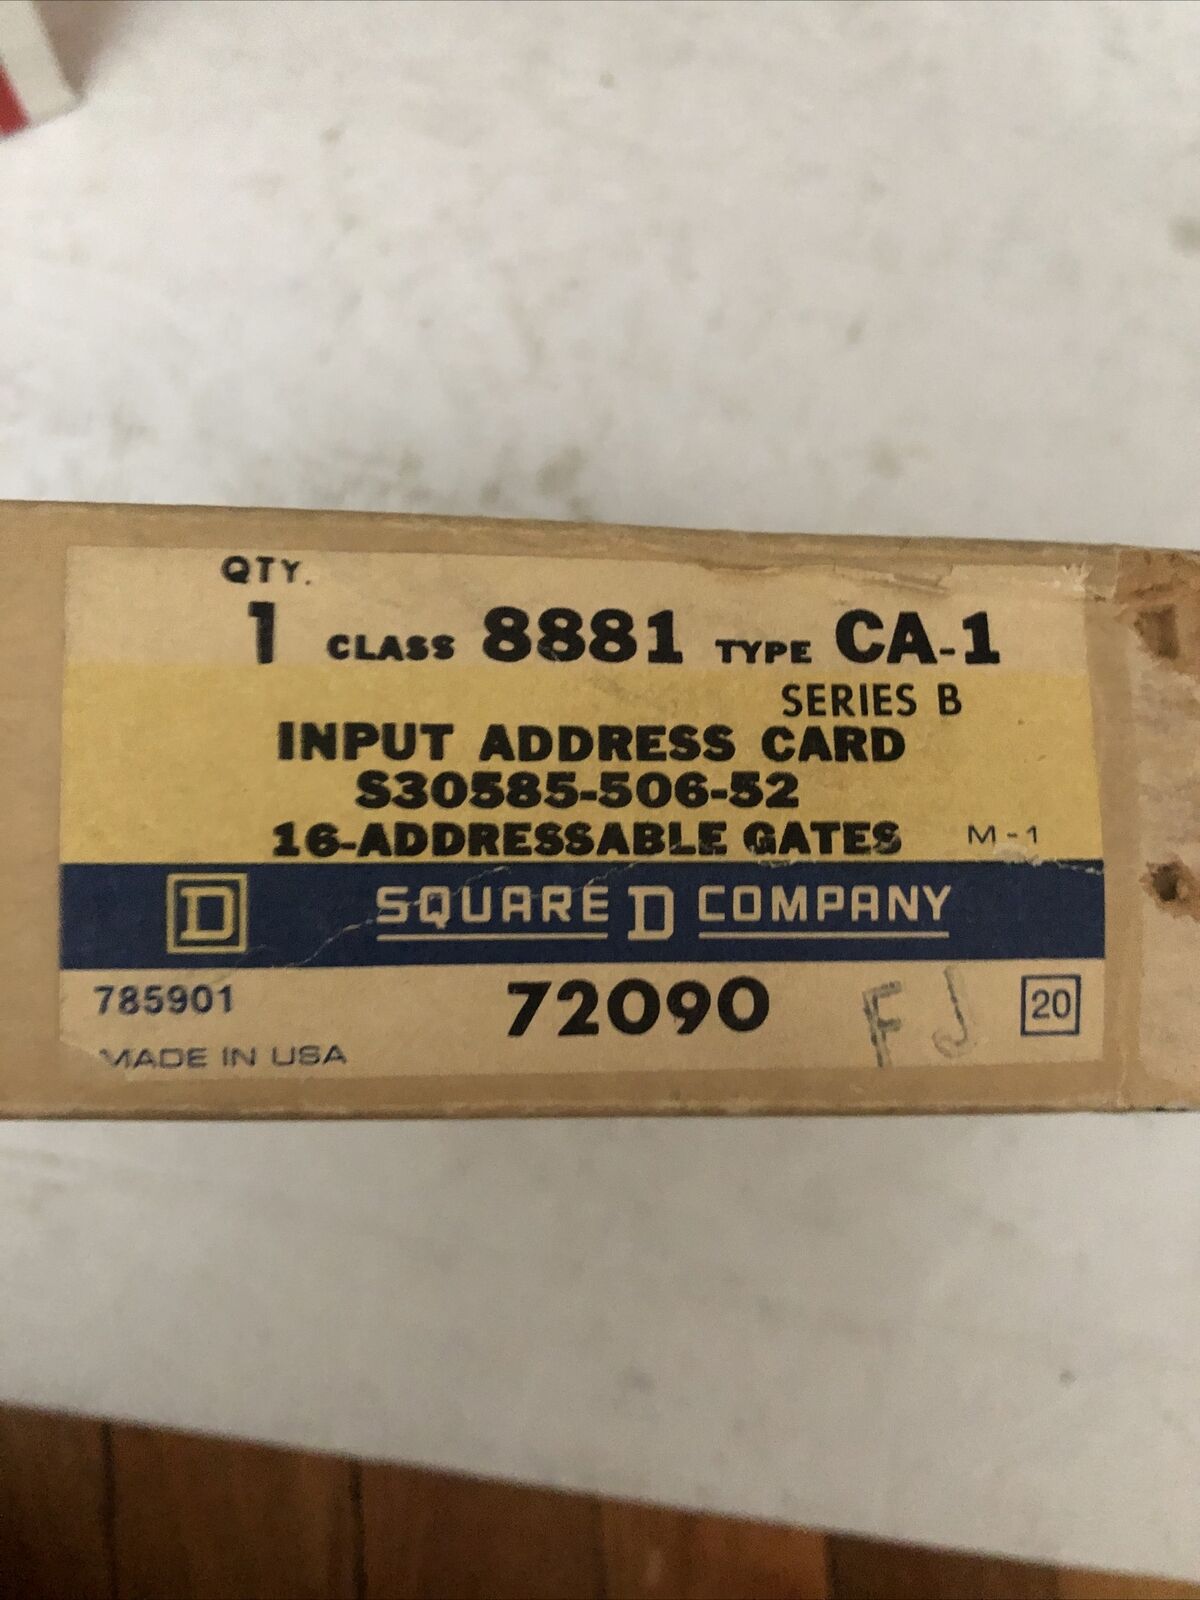 QTY.
1 CLASS 8881 TYPE CA-1
SERIES B
INPUT ADDRESS CARD
S30585-506-52
16-ADDRESSABLE GATES M-1
D SQUARE D COMPANY
785901 72090 FJ 20
MADE IN USA